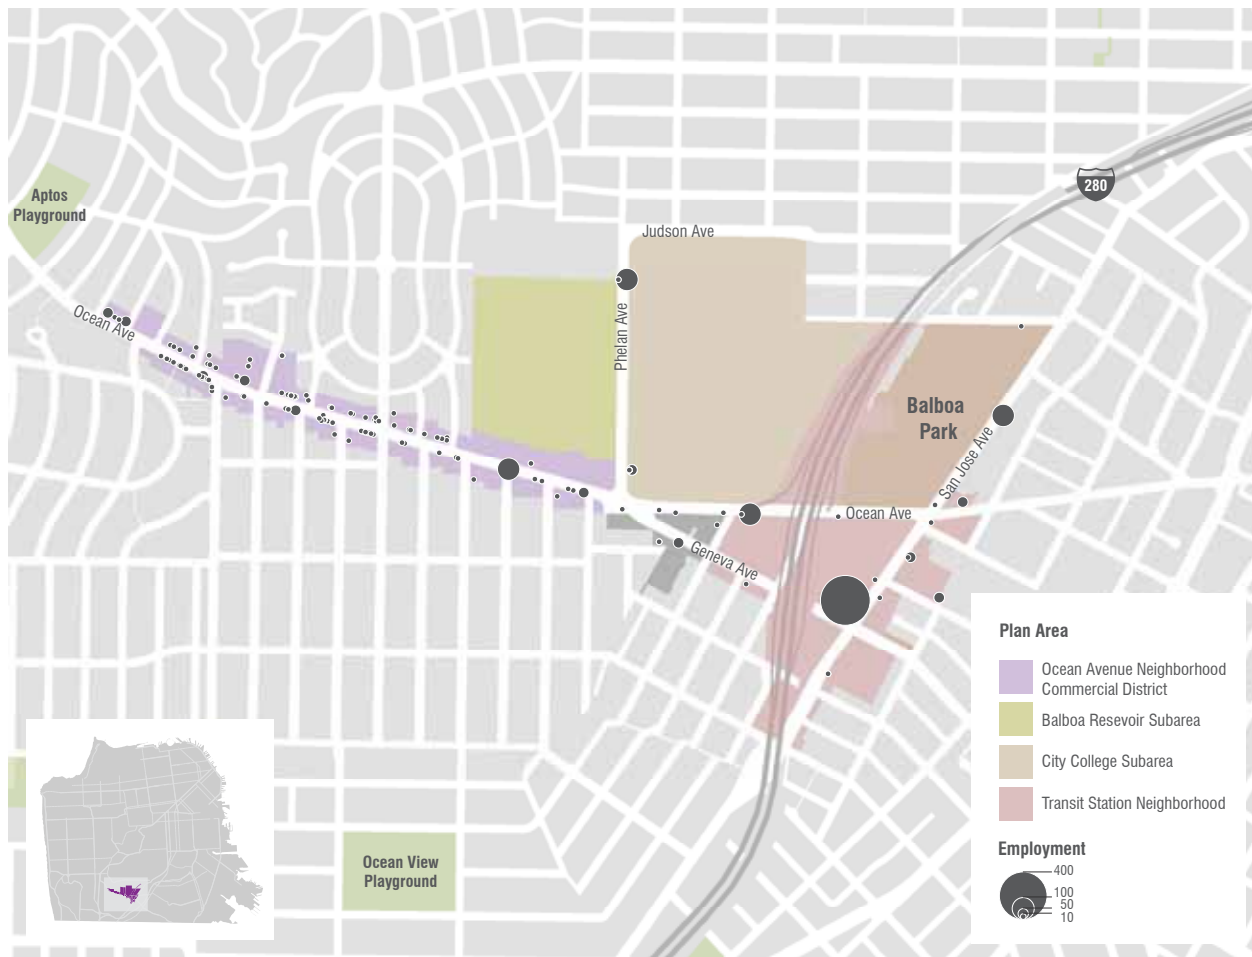 280
Aptos
Playground
Judson Ave
Ocean Ave
Phelan Ave
Balboa
Park
San Jose Ave
Ocean Ave
Geneva Ave
Plan Area
Ocean Avenue Neighborhood
Commercial District
Balboa Resevoir Subarea
City College Subarea
Transit Station Neighborhood
Employment
400
100
50
10
Ocean View
Playground